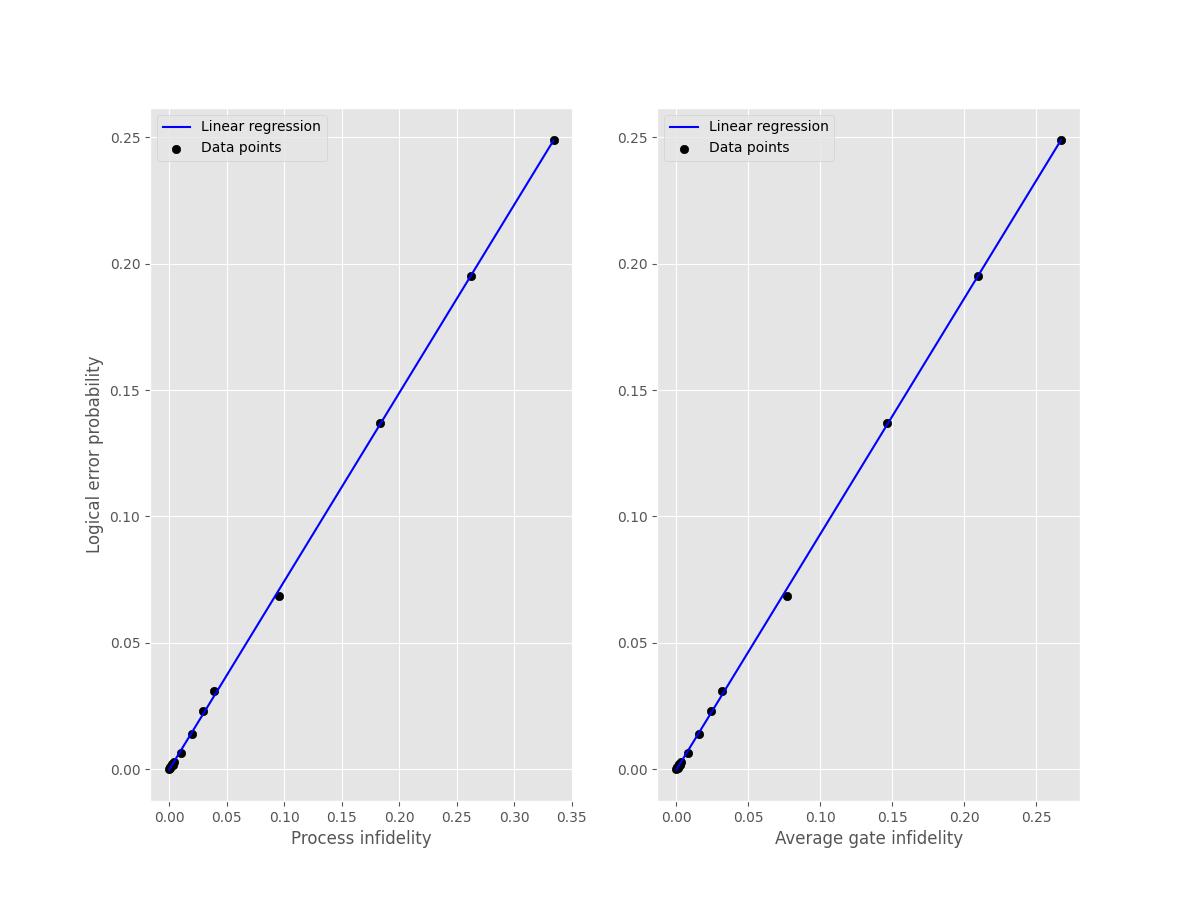 Linear regression
Data points
0.25
0.20
0.15
0.10
0.05
0.00
Logical error probability
0.00 0.05 0.10 0.15 0.20 0.25 0.30 0.35
Process infidelity
Linear regression
Data points
0.25
0.20
0.15
0.10
0.05
0.00
0.00 0.05 0.10 0.15 0.20 0.25
Average gate infidelity